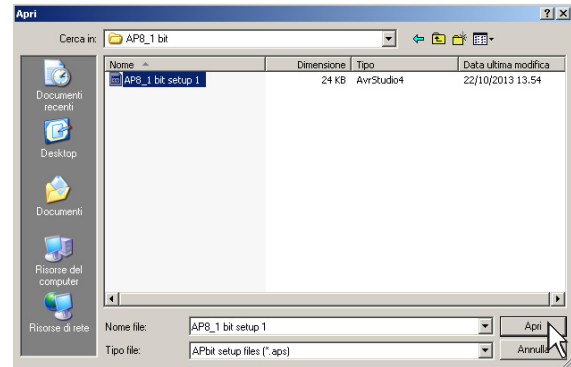 Apri
Cerca in: AP8_1 bit
Nome Dimensione Tipo Data ultima modifica
AP8_1 bit setup 1 24 KB AvrStudio4 22/10/2013 13.54
Documenti
recenti
Desktop
Documenti
Risorse del
computer
Risorse di rete
Nome file: AP8_1 bit setup 1 Apri
Tipo file: APbit setup files (*.aps) Annulla